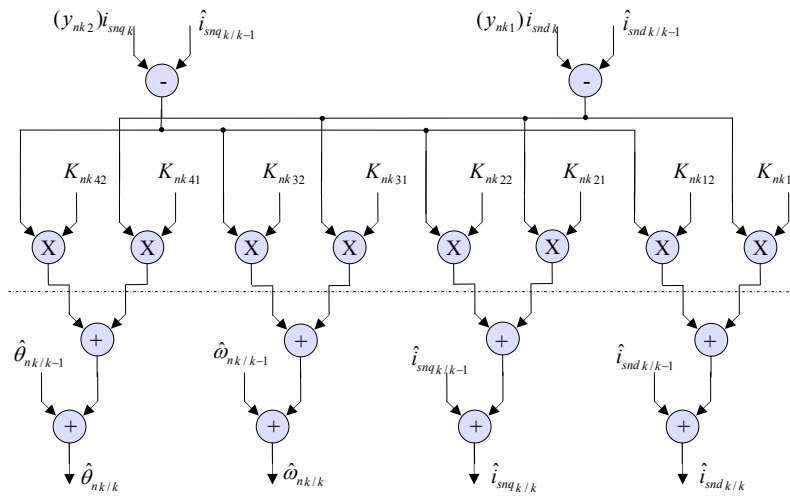 (y_{nk2})i_{snq k} î_{snq k/k-1} (y_{nk1})i_{snd k} î_{snd k/k-1}
- -
K_{nk42} K_{nk41} K_{nk32} K_{nk31} K_{nk22} K_{nk21} K_{nk12} K_{nk1}
X X X X X X X X
+ + + +
θ̂_{nk/k-1} ω̂_{nk/k-1} î_{snq k/k-1} î_{snd k/k-1}
+ + + +
θ̂_{nk/k} ω̂_{nk/k} î_{snq k/k} î_{snd k/k}